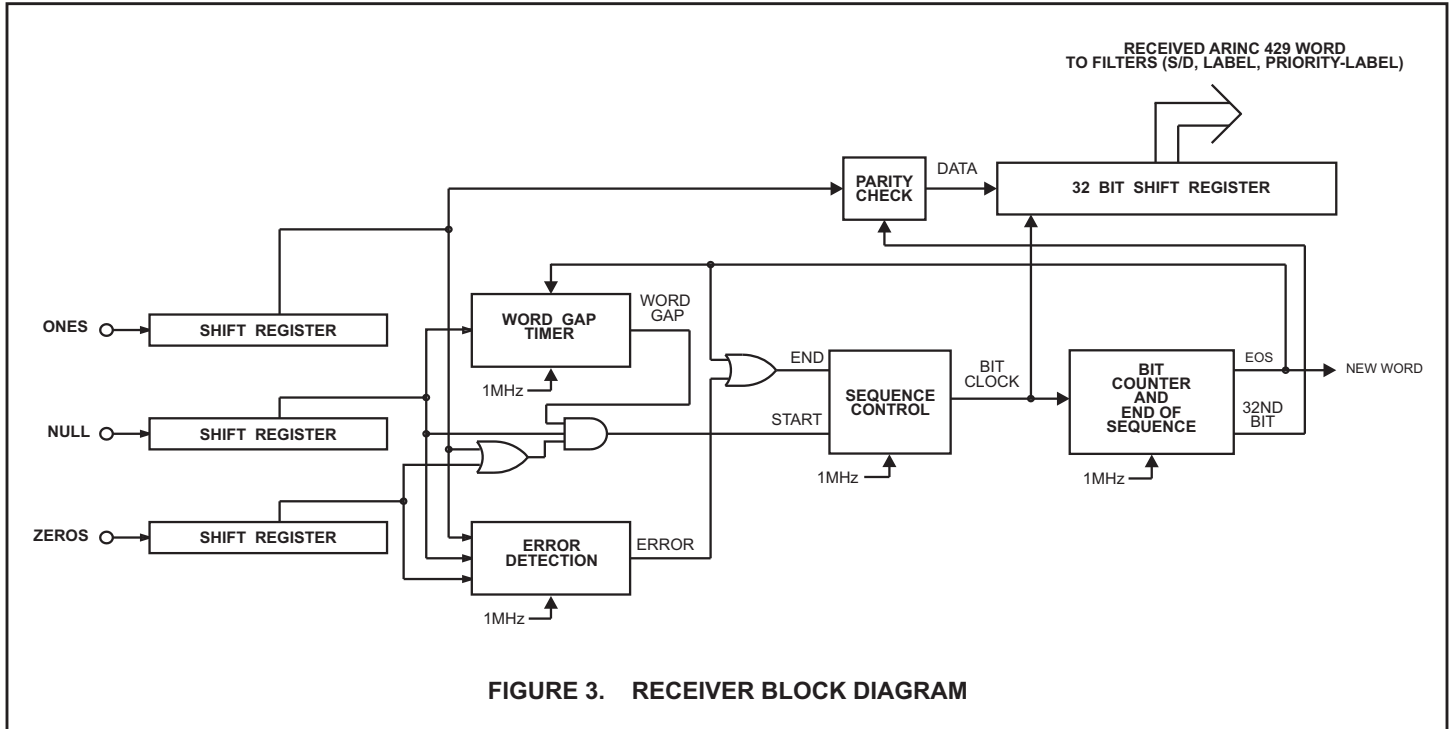 RECEIVED ARINC 429 WORD
TO FILTERS (S/D, LABEL, PRIORITY-LABEL)
PARITY
CHECK
DATA
32 BIT SHIFT REGISTER
ONES
SHIFT REGISTER
WORD GAP
TIMER
WORD
GAP
1MHz
NULL
SHIFT REGISTER
END
START
SEQUENCE
CONTROL
1MHz
BIT
CLOCK
BIT
COUNTER
AND
END OF
SEQUENCE
1MHz
EOS
NEW WORD
32ND
BIT
ZEROS
SHIFT REGISTER
ERROR
DETECTION
ERROR
1MHz
FIGURE 3. RECEIVER BLOCK DIAGRAM